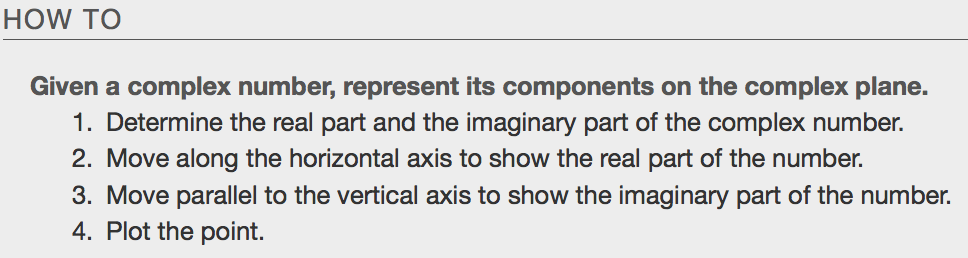 HOW TO
Given a complex number, represent its components on the complex plane.
1. Determine the real part and the imaginary part of the complex number.
2. Move along the horizontal axis to show the real part of the number.
3. Move parallel to the vertical axis to show the imaginary part of the number.
4. Plot the point.